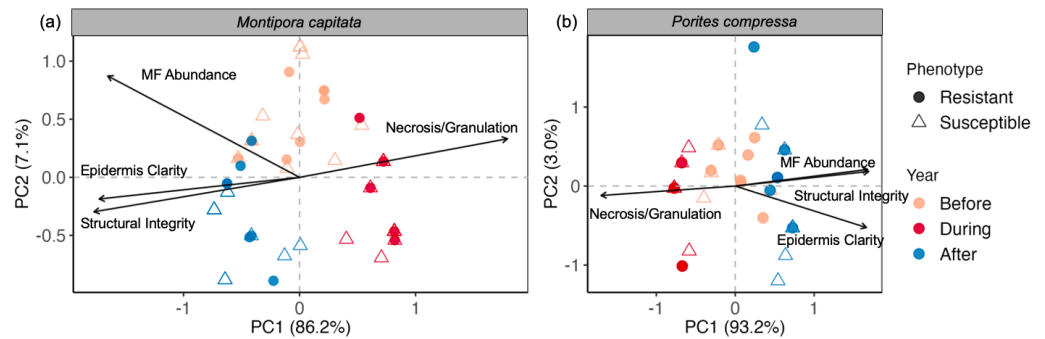 (a)
Montipora capitata
PC2 (7.1%)
1.0
0.5
0.0
-0.5
MF Abundance
Necrosis/Granulation
Epidermis Clarity
Structural Integrity
-1
0
1
PC1 (86.2%)
(b)
Porites compressa
PC2 (3.0%)
1
0
-1
MF Abundance
Structural Integrity
Necrosis/Granulation
Epidermis Clarity
-1
0
1
PC1 (93.2%)
Phenotype
Resistant
Susceptible
Year
Before
During
After